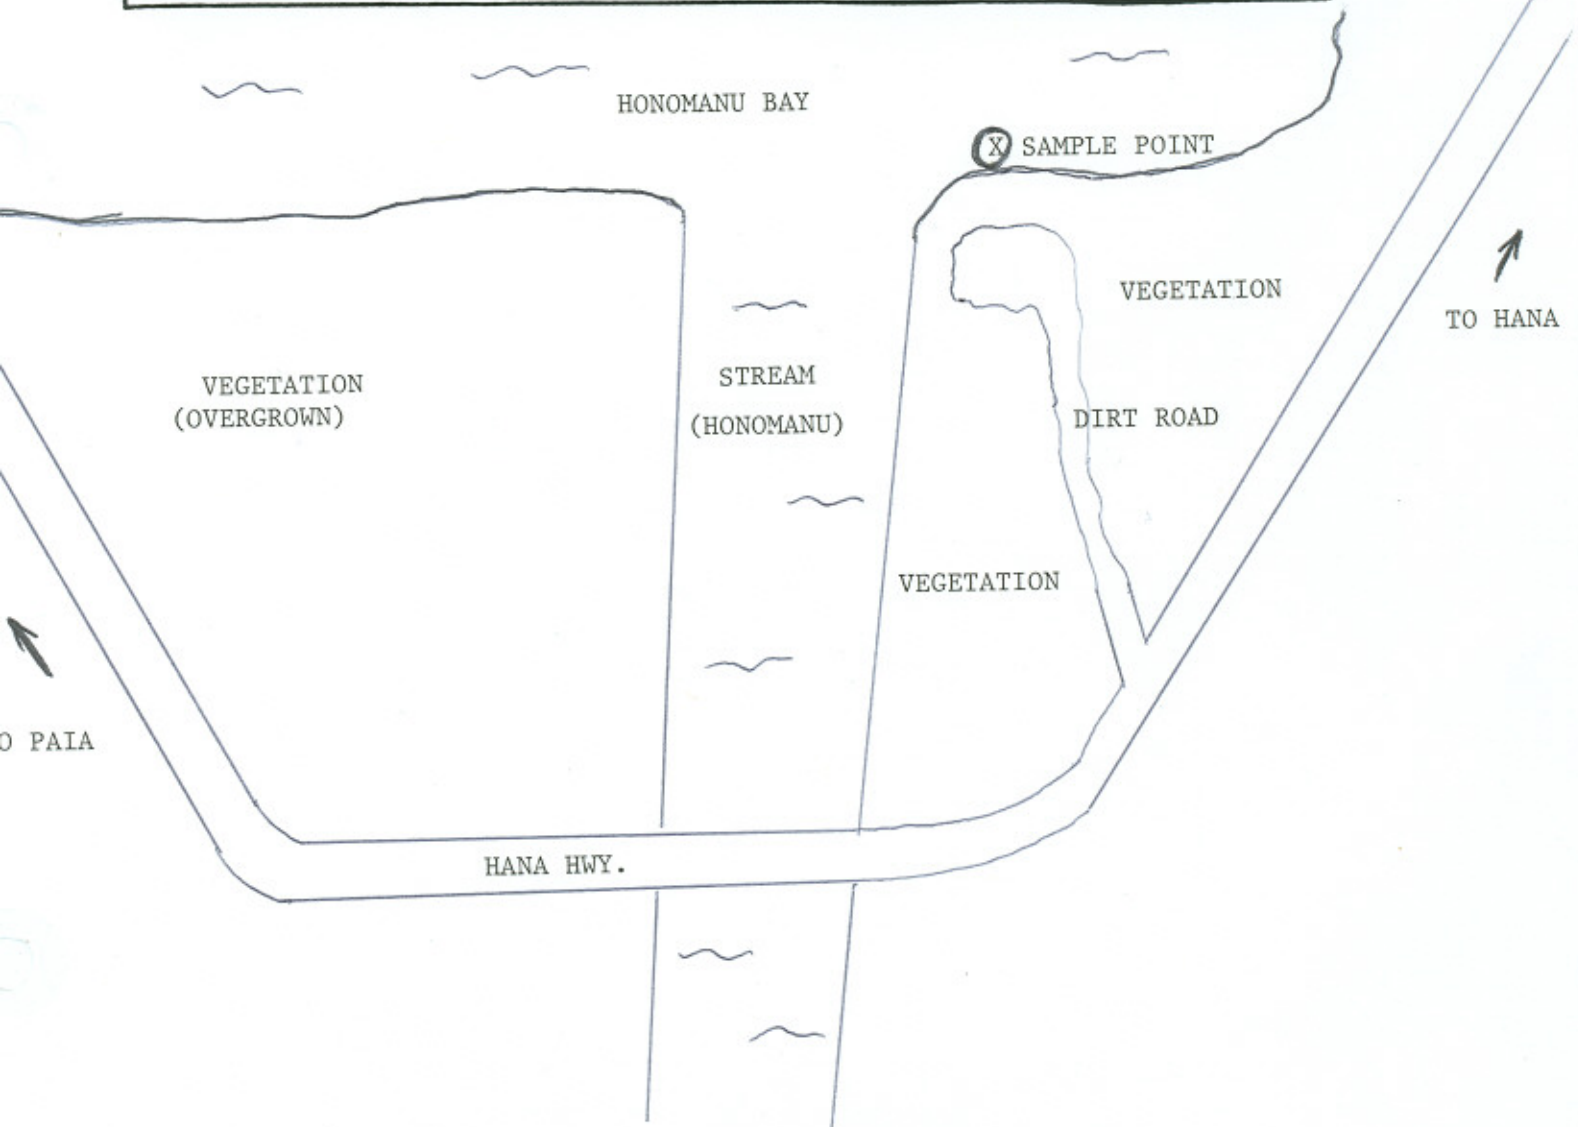 HONOMANU BAY
X SAMPLE POINT
VEGETATION
TO HANA
VEGETATION
(OVERGROWN)
STREAM
(HONOMANU)
DIRT ROAD
VEGETATION
O PAIA
HANA HWY.